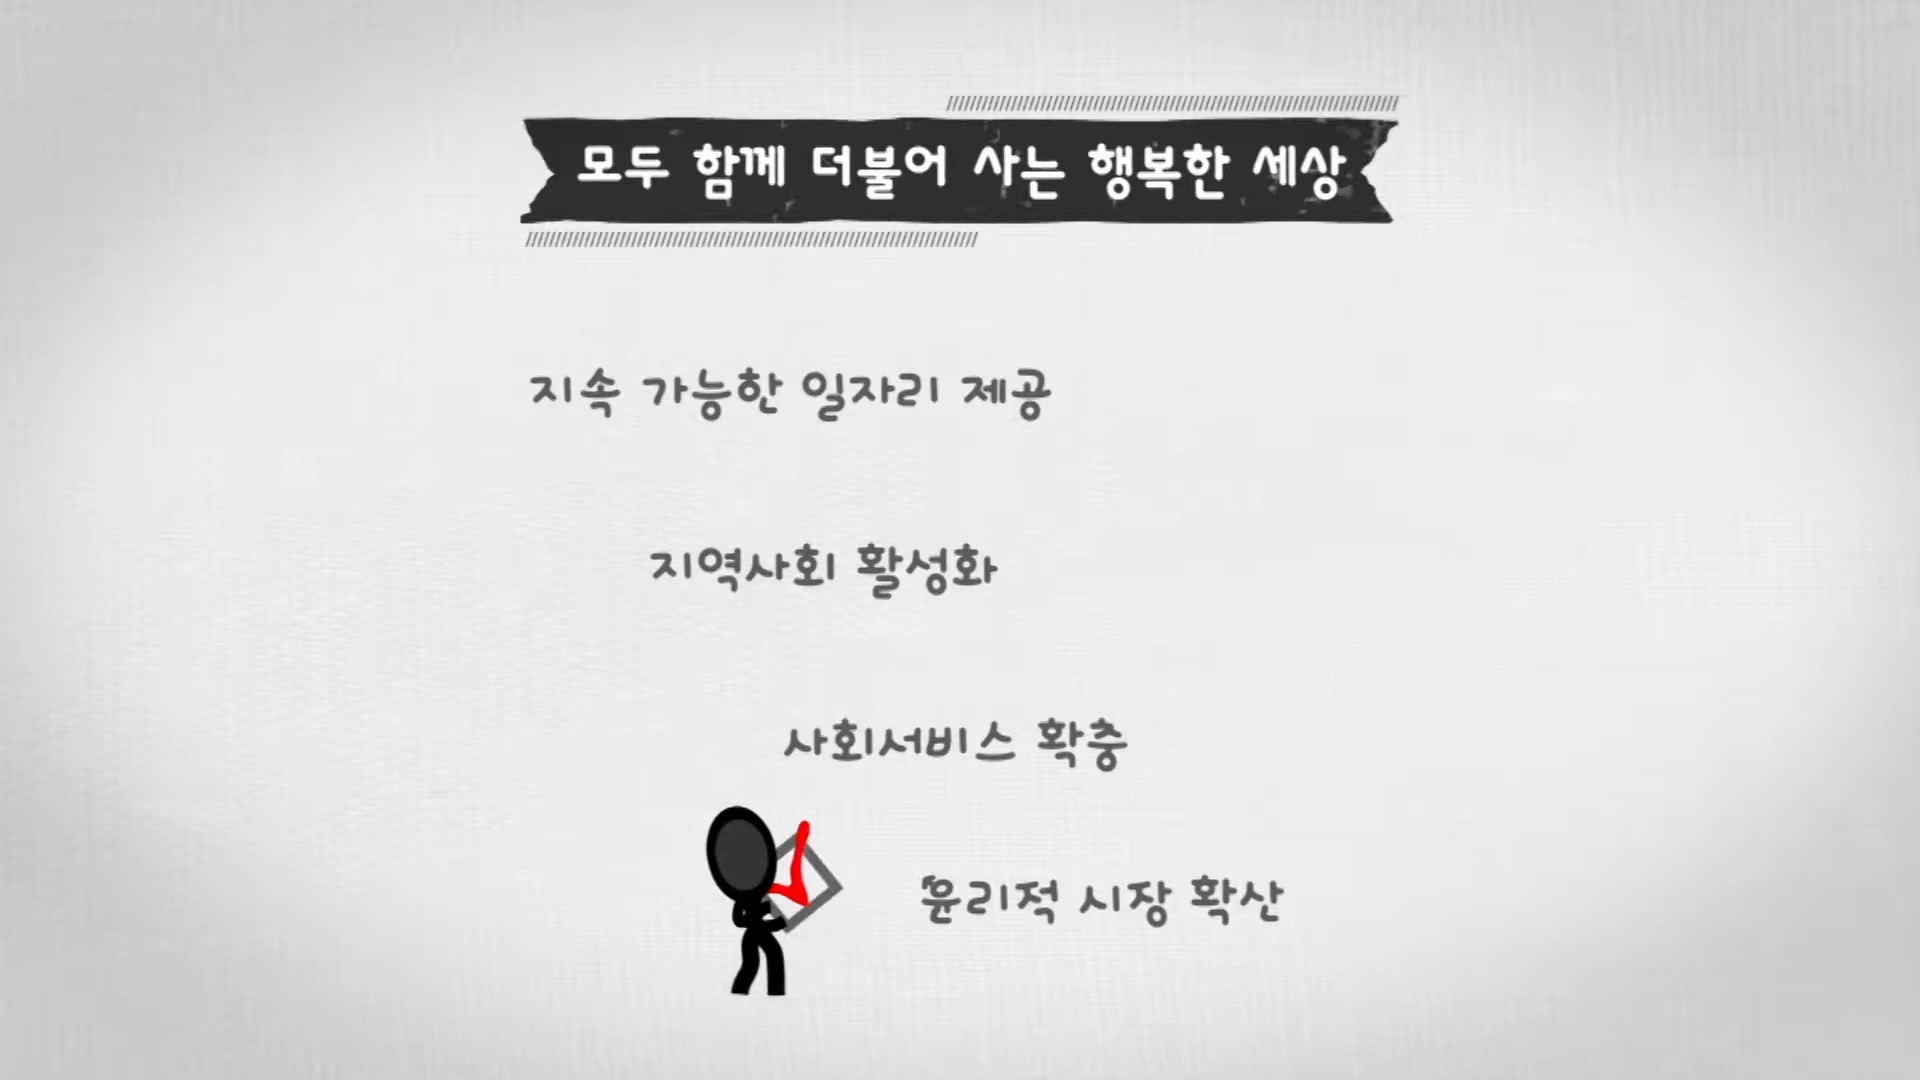 모두 함께 더불어 사는 행복한 세상
지속 가능한 일자리 제공
지역사회 활성화
사회서비스 확충
윤리적 시장 확산